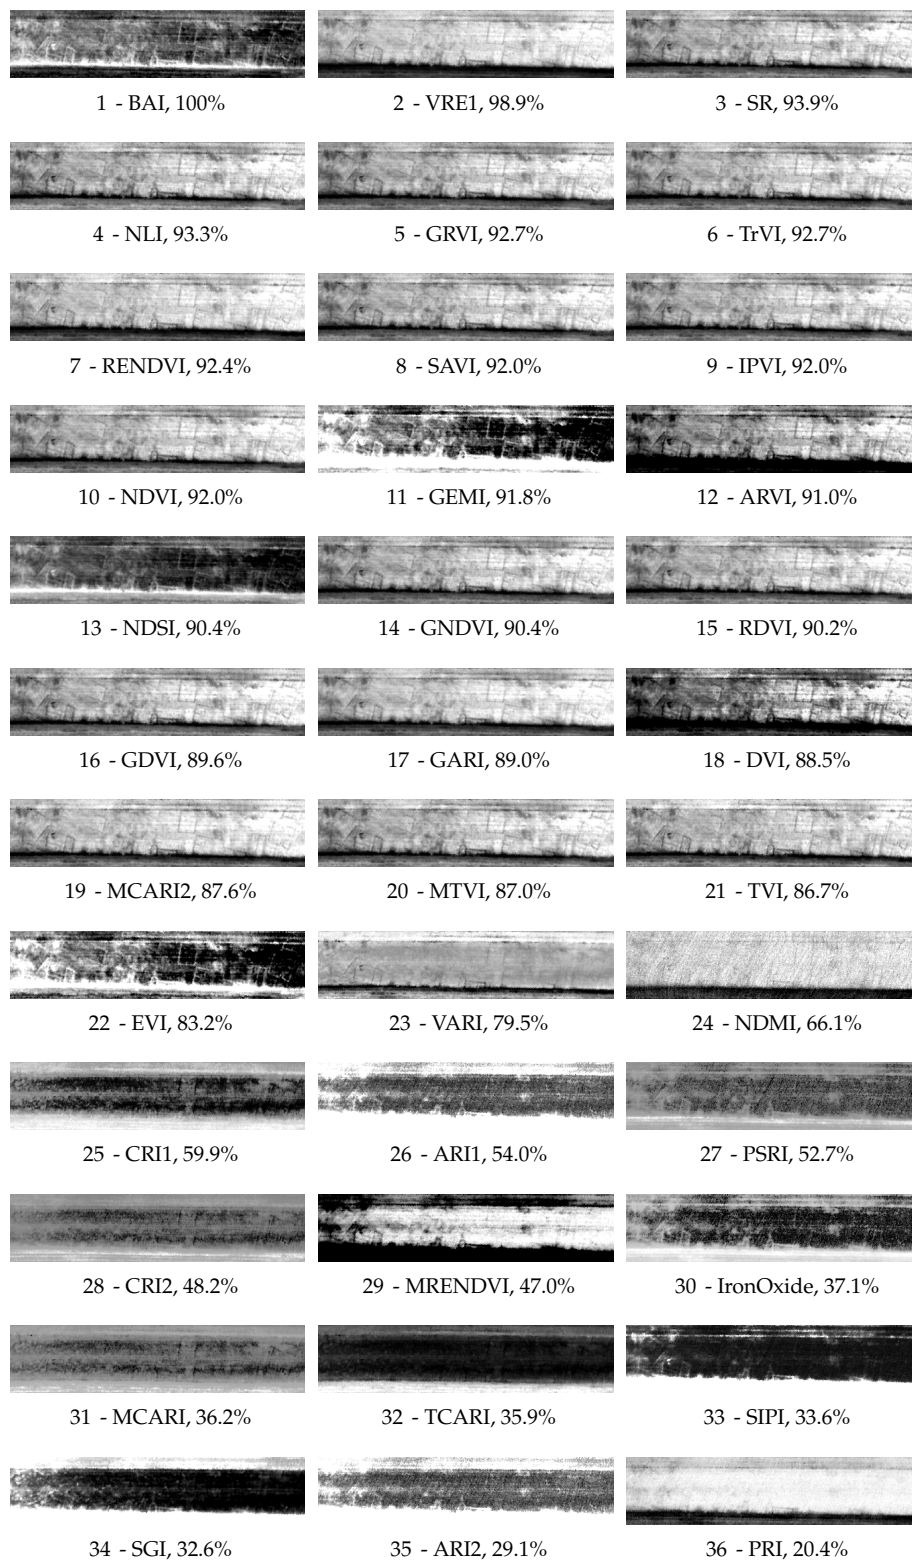 1 - BAI, 100% 2 - VRE1, 98.9% 3 - SR, 93.9%
4 - NLI, 93.3% 5 - GRVI, 92.7% 6 - TrVI, 92.7%
7 - RENDVI, 92.4% 8 - SAVI, 92.0% 9 - IPVI, 92.0%
10 - NDVI, 92.0% 11 - GEMI, 91.8% 12 - ARVI, 91.0%
13 - NDSI, 90.4% 14 - GNDVI, 90.4% 15 - RDVI, 90.2%
16 - GDVI, 89.6% 17 - GARI, 89.0% 18 - DVI, 88.5%
19 - MCARI2, 87.6% 20 - MTVI, 87.0% 21 - TVI, 86.7%
22 - EVI, 83.2% 23 - VARI, 79.5% 24 - NDMI, 66.1%
25 - CRI1, 59.9% 26 - ARI1, 54.0% 27 - PSRI, 52.7%
28 - CRI2, 48.2% 29 - MRENDVI, 47.0% 30 - IronOxide, 37.1%
31 - MCARI, 36.2% 32 - TCARI, 35.9% 33 - SIPI, 33.6%
34 - SGI, 32.6% 35 - ARI2, 29.1% 36 - PRI, 20.4%